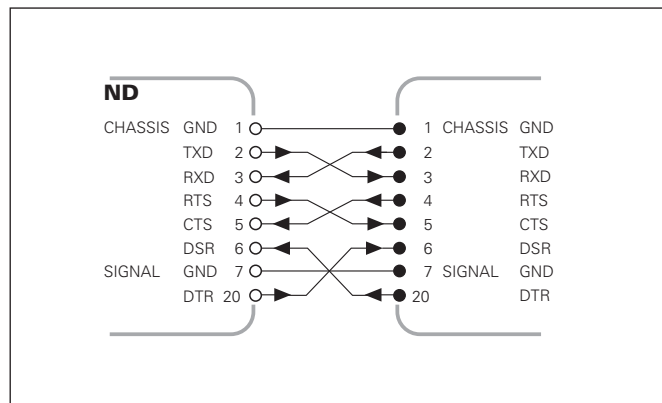 ND
CHASSIS GND 1 1 CHASSIS GND
TXD 2 2 TXD
RXD 3 3 RXD
RTS 4 4 RTS
CTS 5 5 CTS
DSR 6 6 DSR
SIGNAL GND 7 7 SIGNAL GND
DTR 20 20 DTR